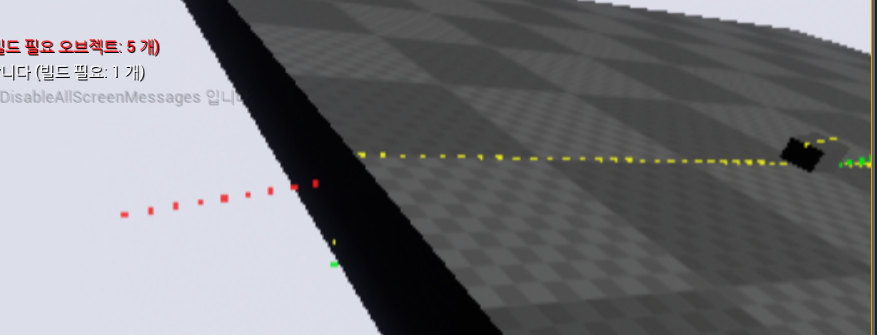 빌드 필요 오브젝트: 5 개)
니다 (빌드 필요: 1 개)
DisableAllScreenMessages 입니